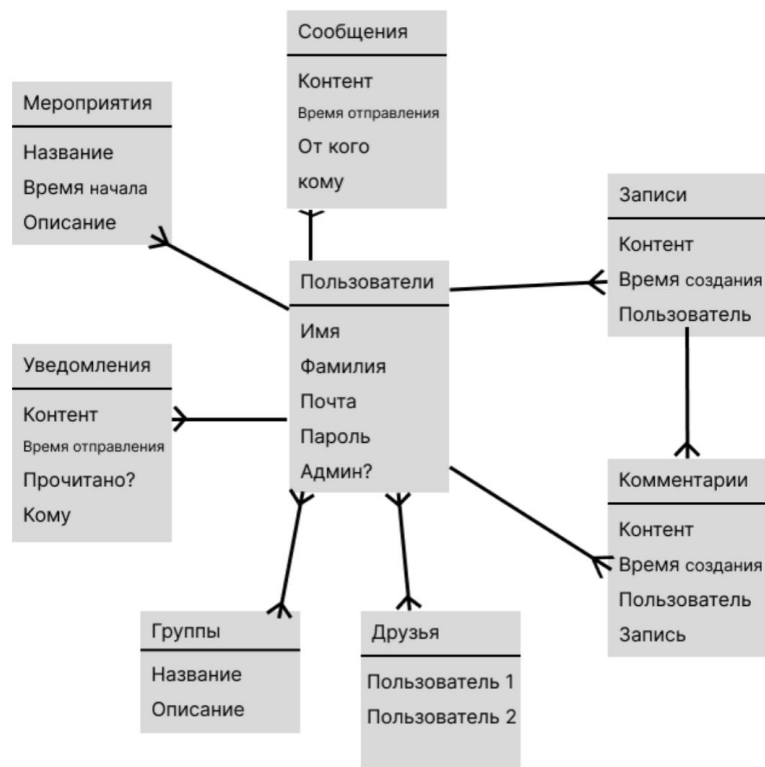 Сообщения
Контент
Время отправления
От кого
кому
Мероприятия
Название
Время начала
Описание
Записи
Контент
Время создания
Пользователь
Пользователи
Имя
Фамилия
Почта
Пароль
Админ?
Уведомления
Контент
Время отправления
Прочитано?
Кому
Комментарии
Контент
Время создания
Пользователь
Запись
Группы
Название
Описание
Друзья
Пользователь 1
Пользователь 2